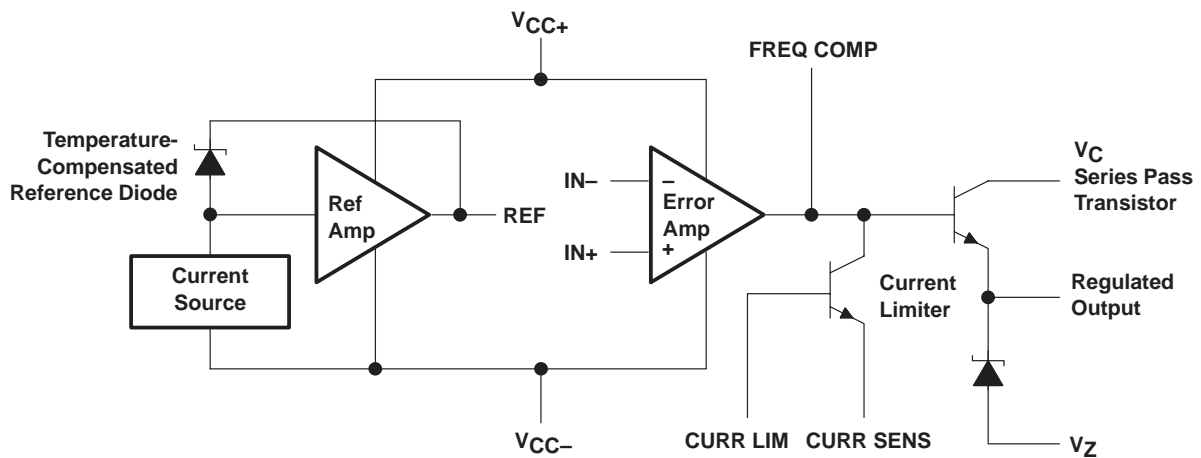 VCC+
FREQ COMP
Temperature-
Compensated
Reference Diode
VC
Series Pass
Transistor
IN–
–
Error
Amp
+
IN+
Ref
Amp
REF
Current
Source
Current
Limiter
Regulated
Output
CURR LIM
CURR SENS
VCC–
VZ